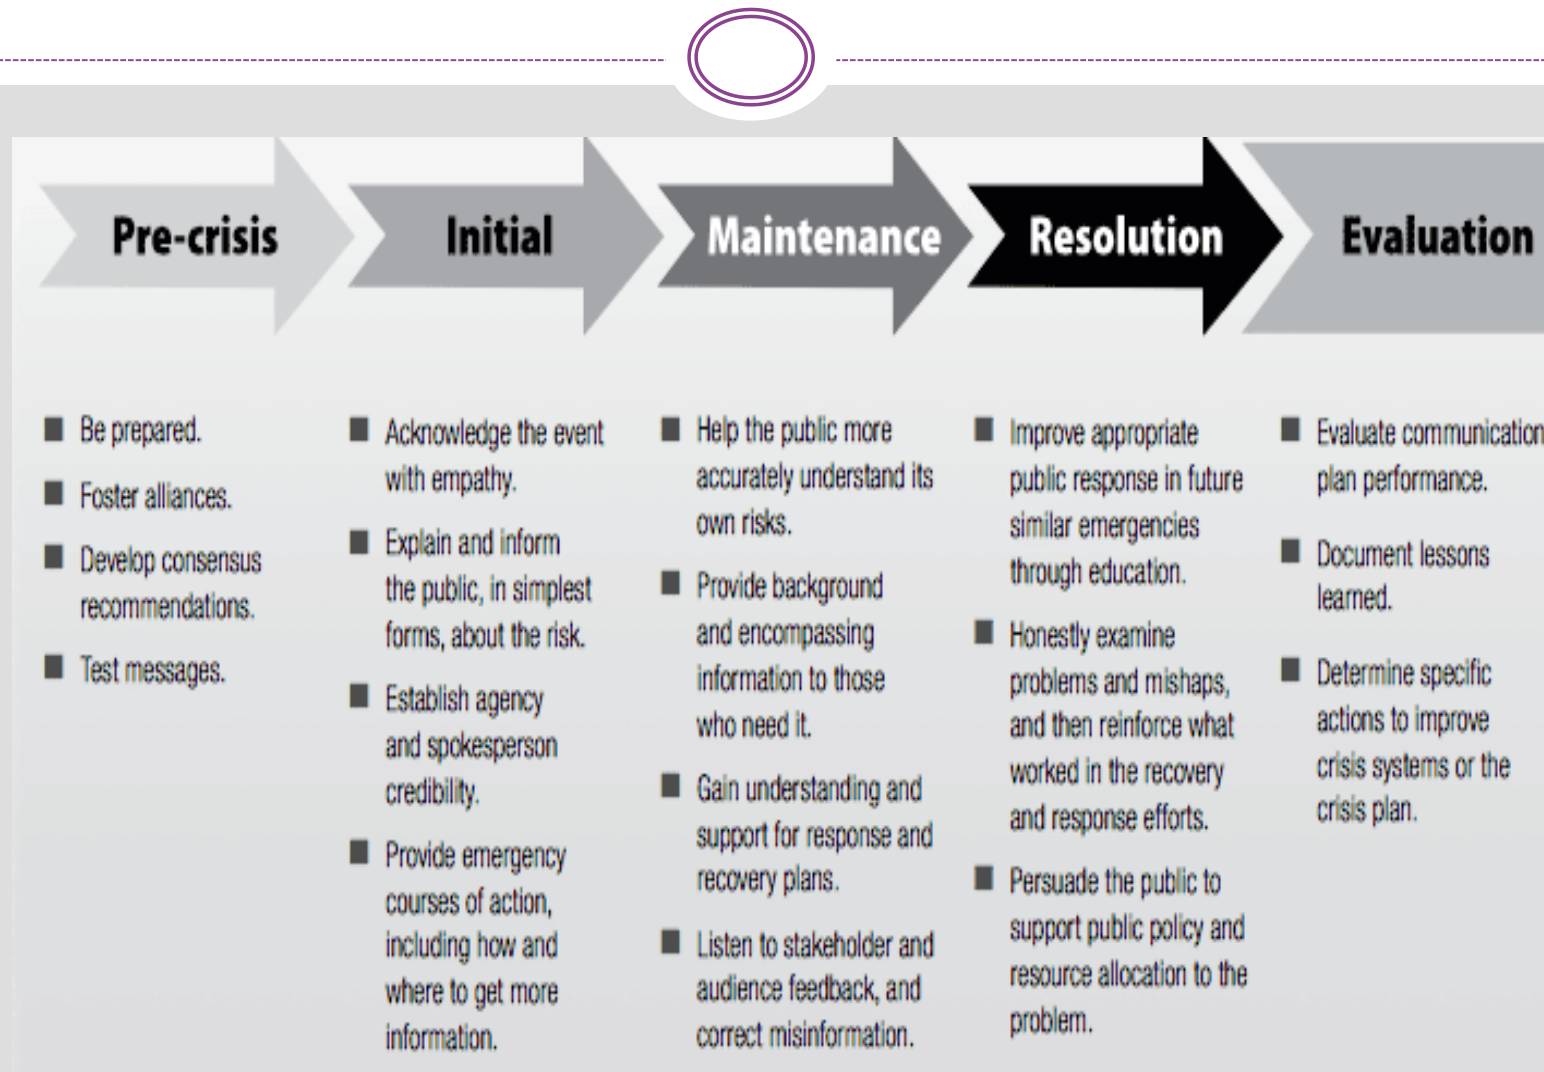 Pre-crisis
Initial
Maintenance
Resolution
Evaluation
Be prepared.
Foster alliances.
Develop consensus
recommendations.
Test messages.
Acknowledge the event
with empathy.
Explain and inform
the public, in simplest
forms, about the risk.
Establish agency
and spokesperson
credibility.
Provide emergency
courses of action,
including how and
where to get more
information.
Help the public more
accurately understand its
own risks.
Provide background
and encompassing
information to those
who need it.
Gain understanding and
support for response and
recovery plans.
Listen to stakeholder and
audience feedback, and
correct misinformation.
Improve appropriate
public response in future
similar emergencies
through education.
Honestly examine
problems and mishaps,
and then reinforce what
worked in the recovery
and response efforts.
Persuade the public to
support public policy and
resource allocation to the
problem.
Evaluate communication
plan performance.
Document lessons
learned.
Determine specific
actions to improve
crisis systems or the
crisis plan.